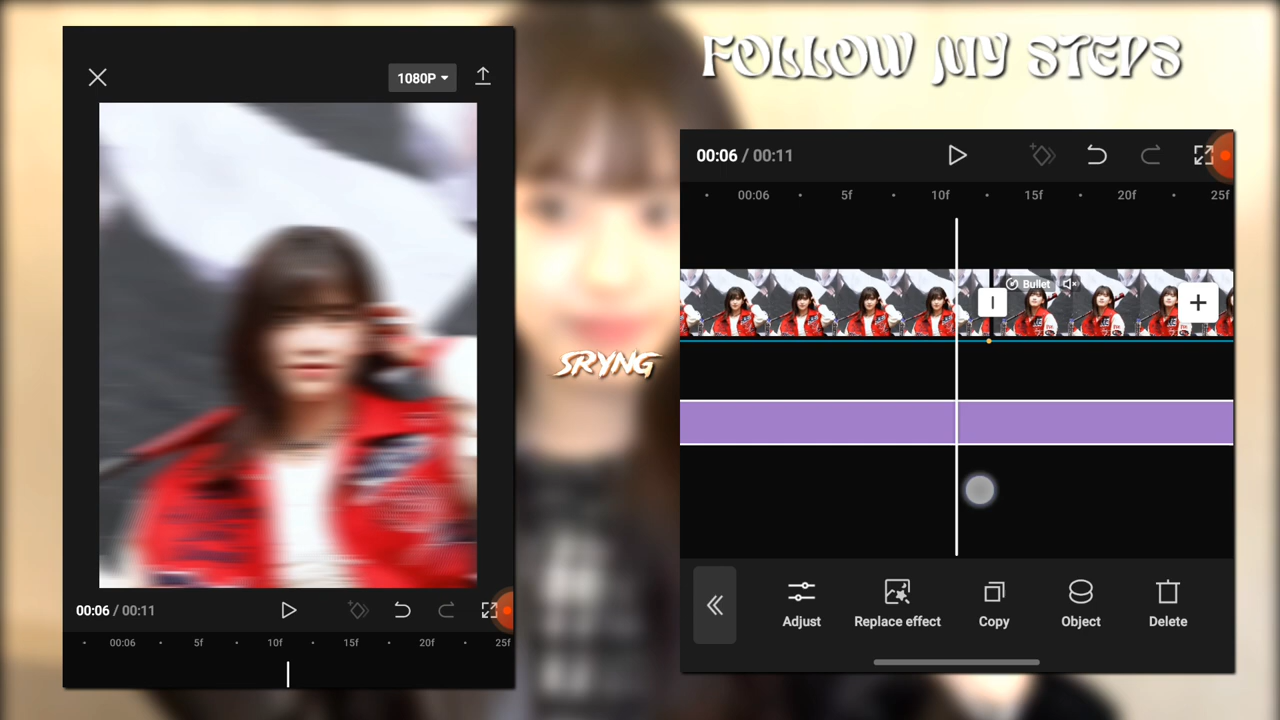 FOLLOW MY STEPS
1080P
00:06 / 00:11
00:06 5f 10f 15f 20f 25f
SRYNG
00:06 / 00:11
00:06 5f 10f 15f 20f 25f
Bullet
Adjust
Replace effect
Copy
Object
Delete